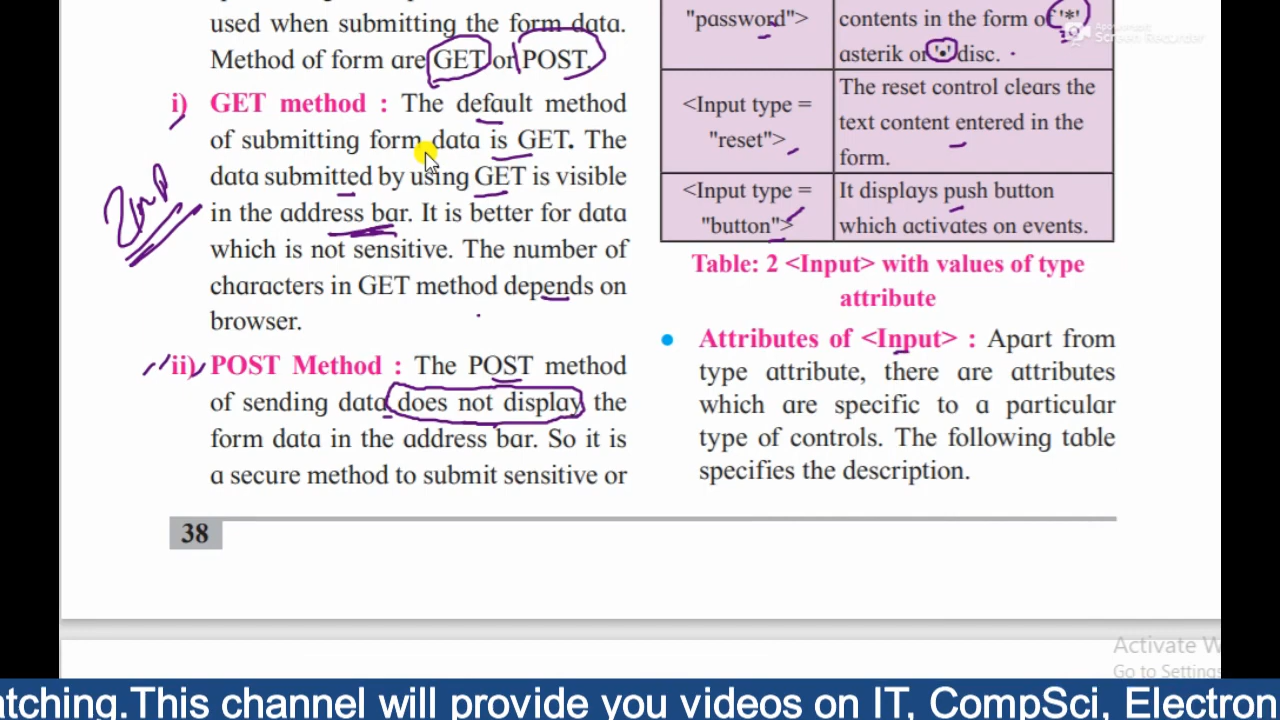 used when submitting the form data.
Method of form are GET or POST.
i) GET method : The default method
of submitting form data is GET. The
data submitted by using GET is visible
in the address bar. It is better for data
which is not sensitive. The number of
characters in GET method depends on
browser.
ii) POST Method : The POST method
of sending data does not display the
form data in the address bar. So it is
a secure method to submit sensitive or
38
"password">
contents in the form of '*'
asterik or '•' disc.
<Input type =
"reset">
The reset control clears the
text content entered in the
form.
<Input type =
"button">
It displays push button
which activates on events.
Table: 2 <Input> with values of type
attribute
• Attributes of <Input> : Apart from
type attribute, there are attributes
which are specific to a particular
type of controls. The following table
specifies the description.
Screen Recorder
Activate W
Go to Settings
atching.This channel will provide you videos on IT, CompSci, Electron